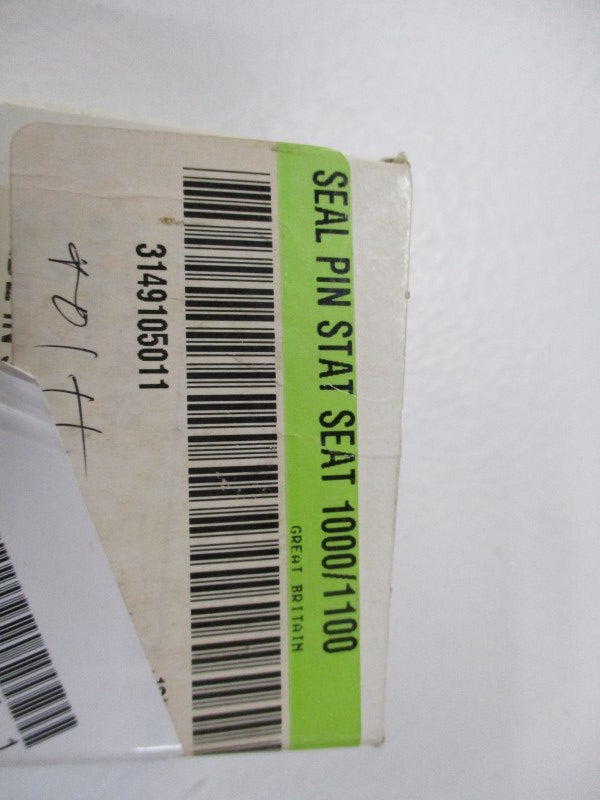 SEAL PIN STAT SEAT 1000/1100
GREAT BRITAIN
3149105011